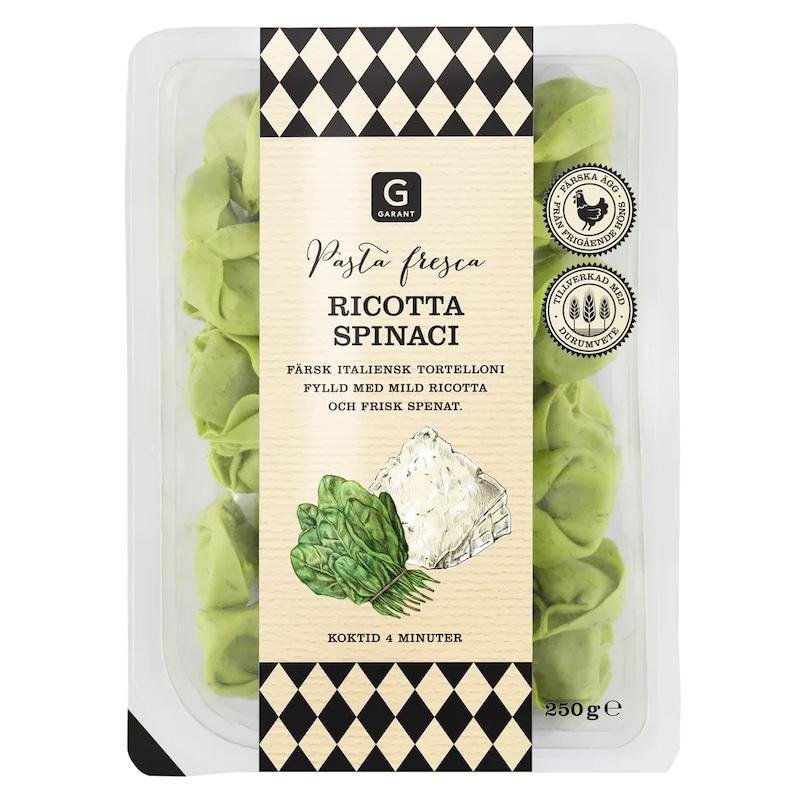 G
GARANT
Pasta fresca
RICOTTA
SPINACI
FÄRSK ITALIENSK TORTELLONI
FYLLD MED MILD RICOTTA
OCH FRISK SPENAT.
KOKTID 4 MINUTER
FÄRSKA ÄGG
FRÅN FRIGÅENDE HÖNS
TILLVERKAD MED
DURUMVETE
250 g ℮